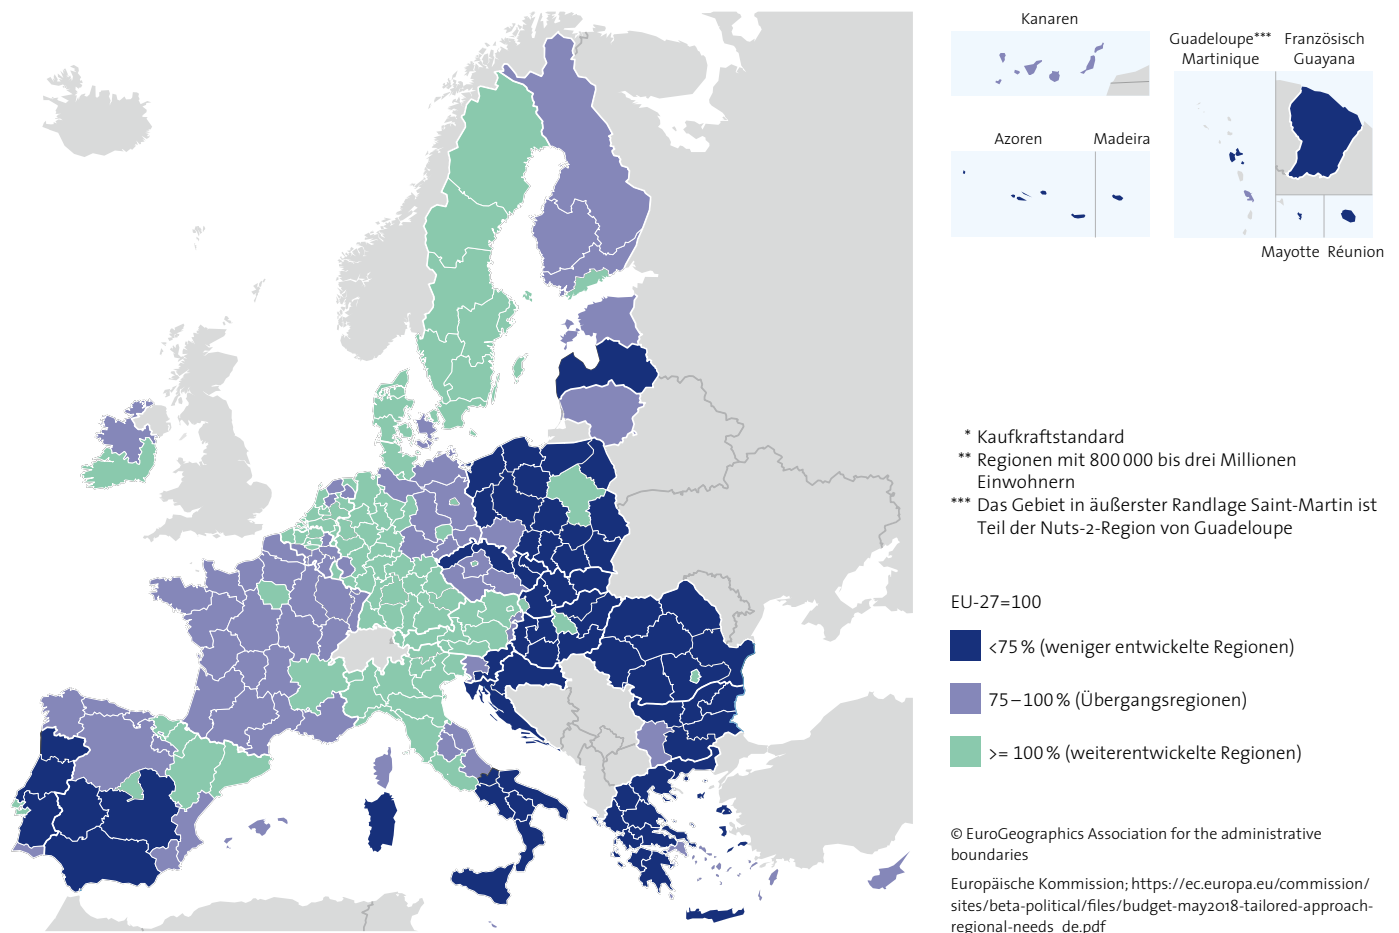 Kanaren
Guadeloupe***
Martinique
Französisch
Guayana
Azoren
Madeira
Mayotte
Réunion
* Kaufkraftstandard
** Regionen mit 800 000 bis drei Millionen
Einwohnern
*** Das Gebiet in äußerster Randlage Saint-Martin ist
Teil der Nuts-2-Region von Guadeloupe
EU-27=100
<75 % (weniger entwickelte Regionen)
75–100 % (Übergangsregionen)
>= 100 % (weiterentwickelte Regionen)
© EuroGeographics Association for the administrative
boundaries
Europäische Kommission; https://ec.europa.eu/commission/
sites/beta-political/files/budget-may2018-tailored-approach-
regional-needs_de.pdf